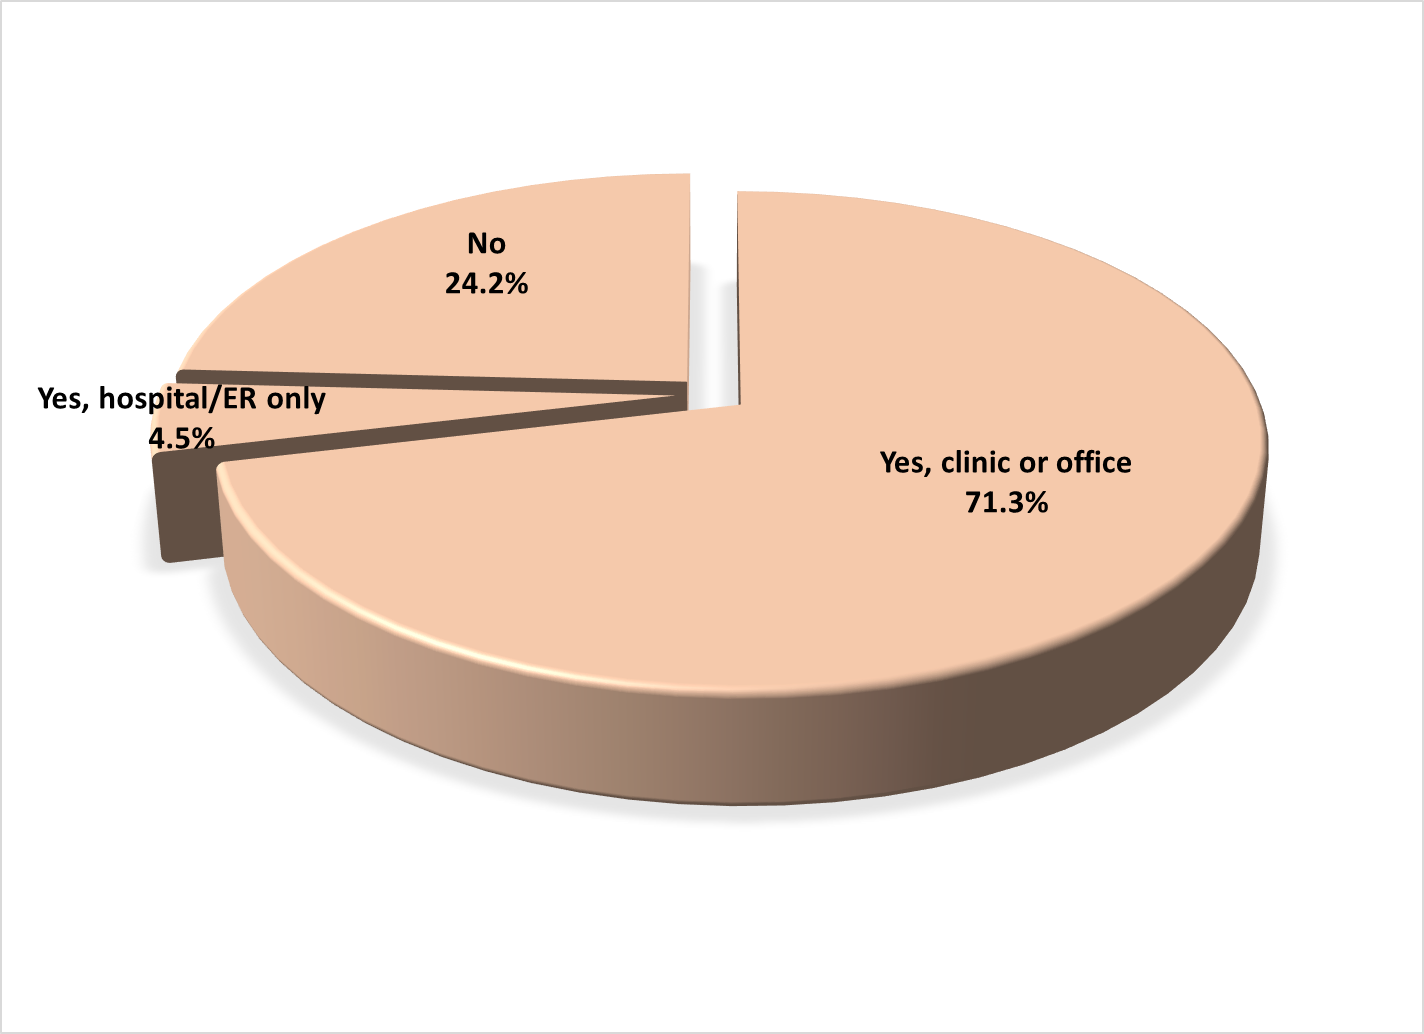 No
24.2%
Yes, hospital/ER only
4.5%
Yes, clinic or office
71.3%